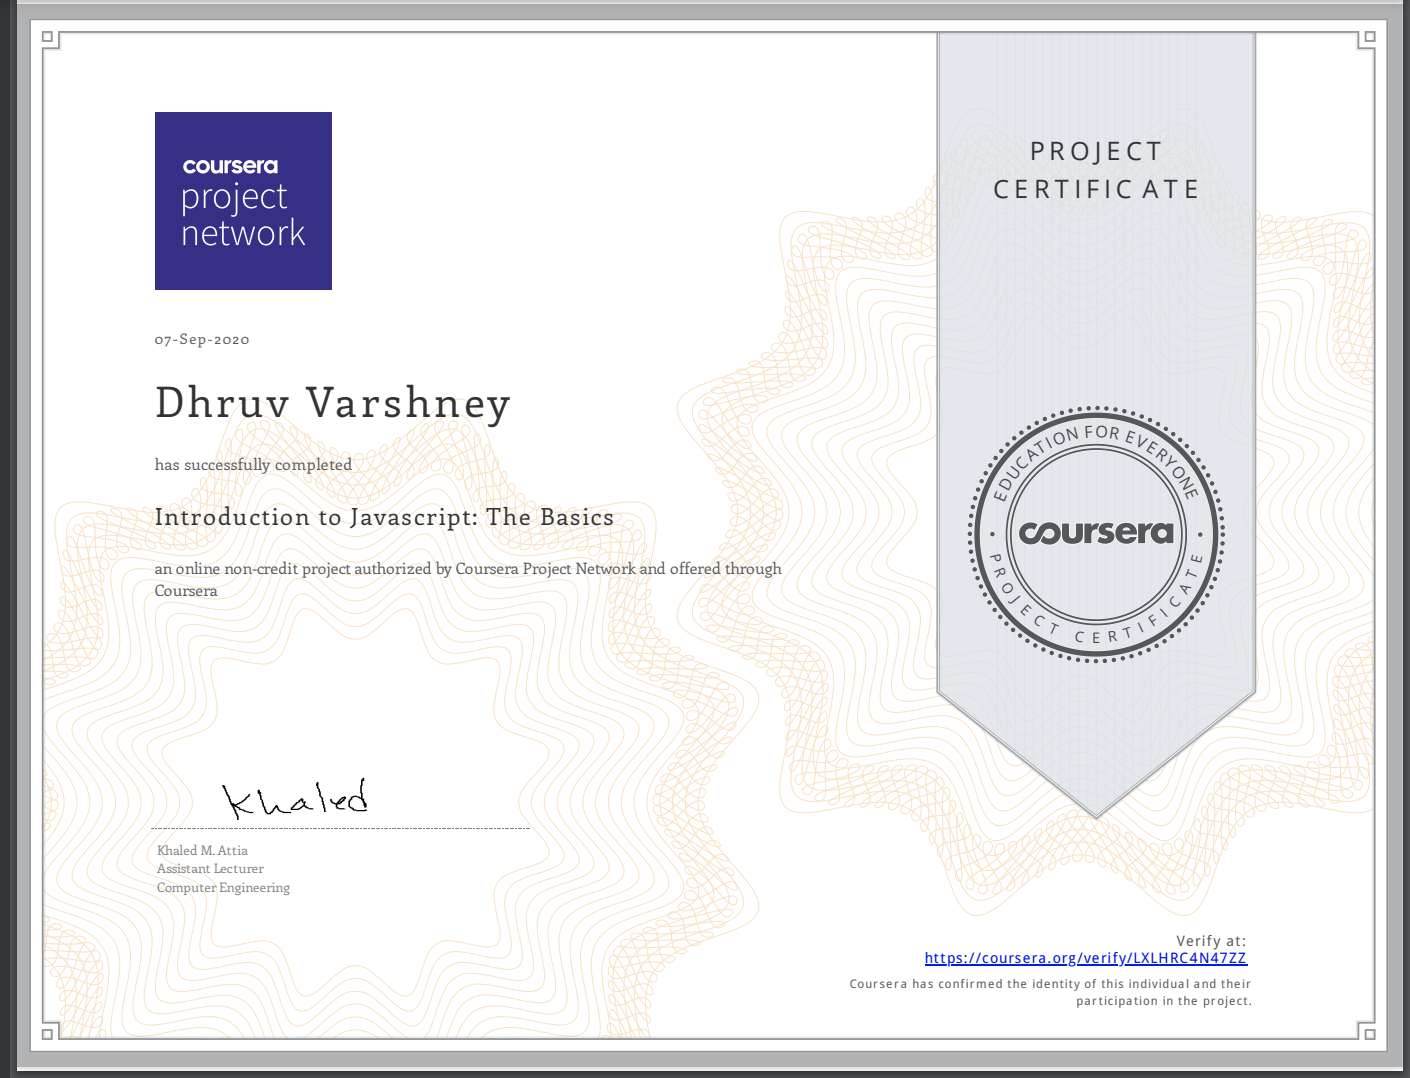 coursera
project
network
PROJECT
CERTIFICATE
07-Sep-2020
Dhruv Varshney
has successfully completed
Introduction to Javascript: The Basics
an online non-credit project authorized by Coursera Project Network and offered through
Coursera
EDUCATION FOR EVERYONE
coursera
PROJECT CERTIFICATE
Khaled
Khaled M. Attia
Assistant Lecturer
Computer Engineering
Verify at:
https://coursera.org/verify/LXLHRC4N47ZZ
Coursera has confirmed the identity of this individual and their
participation in the project.